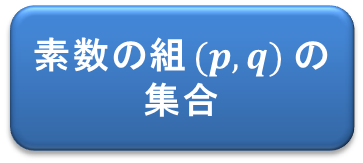 素数の組 (p, q) の
集合